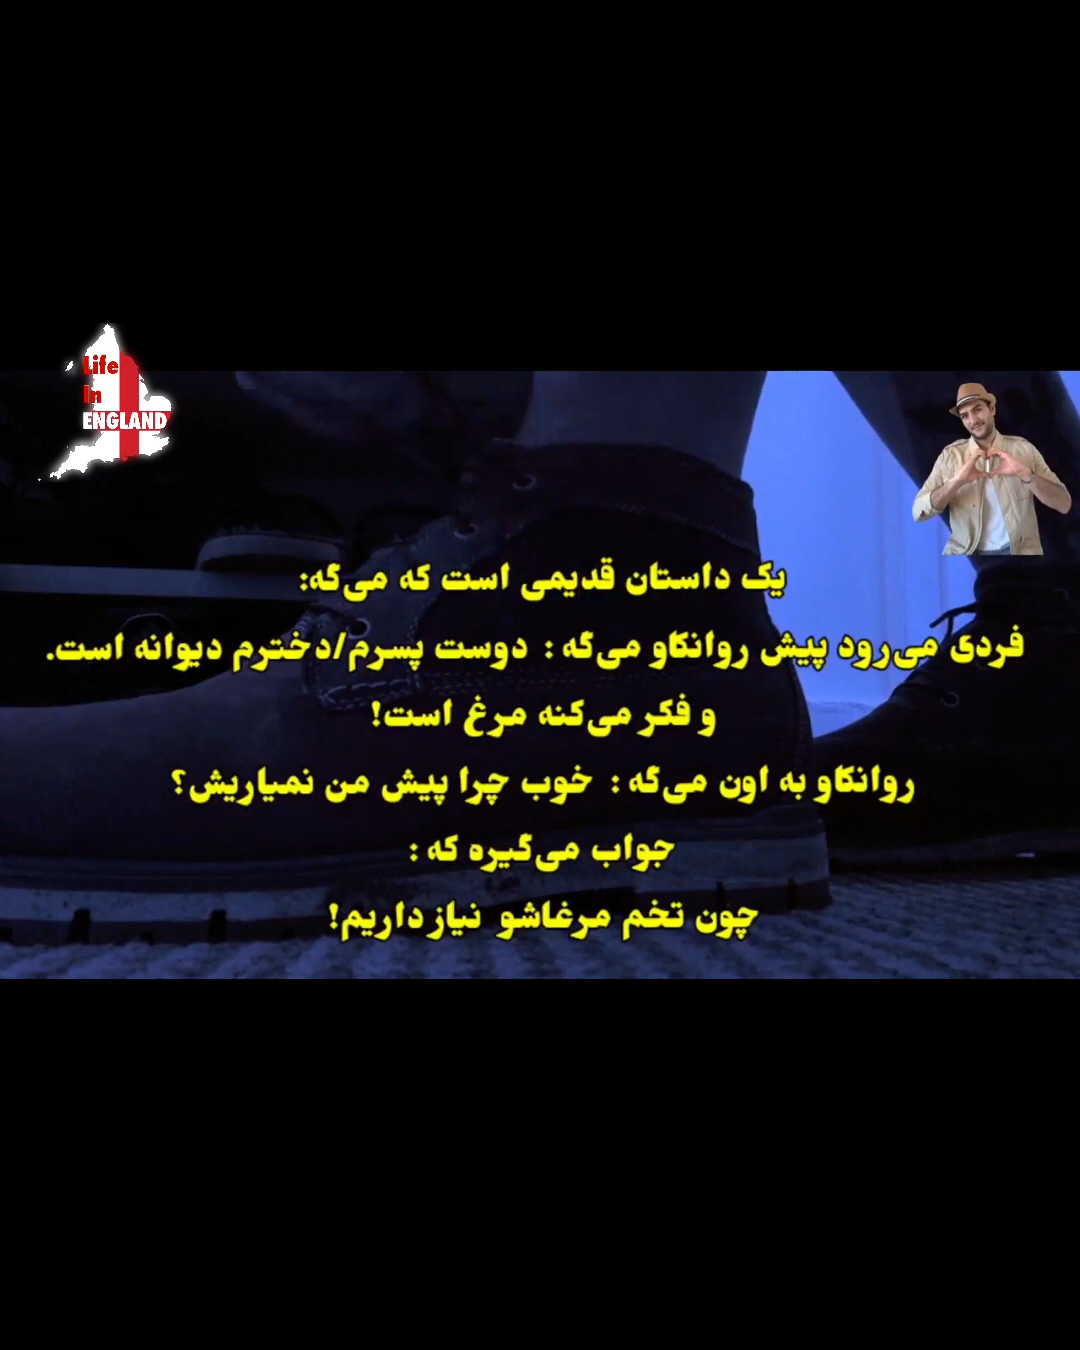 Life
In
ENGLAND
یک داستان قدیمی است که می‌گه:
فردی می‌رود پیش روانکاو می‌گه : دوست پسرم/دخترم دیوانه است.
و فکر می‌کنه مرغ است!
روانکاو به اون می‌گه : خوب چرا پیش من نمیاریش؟
جواب می‌گیره که :
چون تخم مرغاشو نیاز داریم!